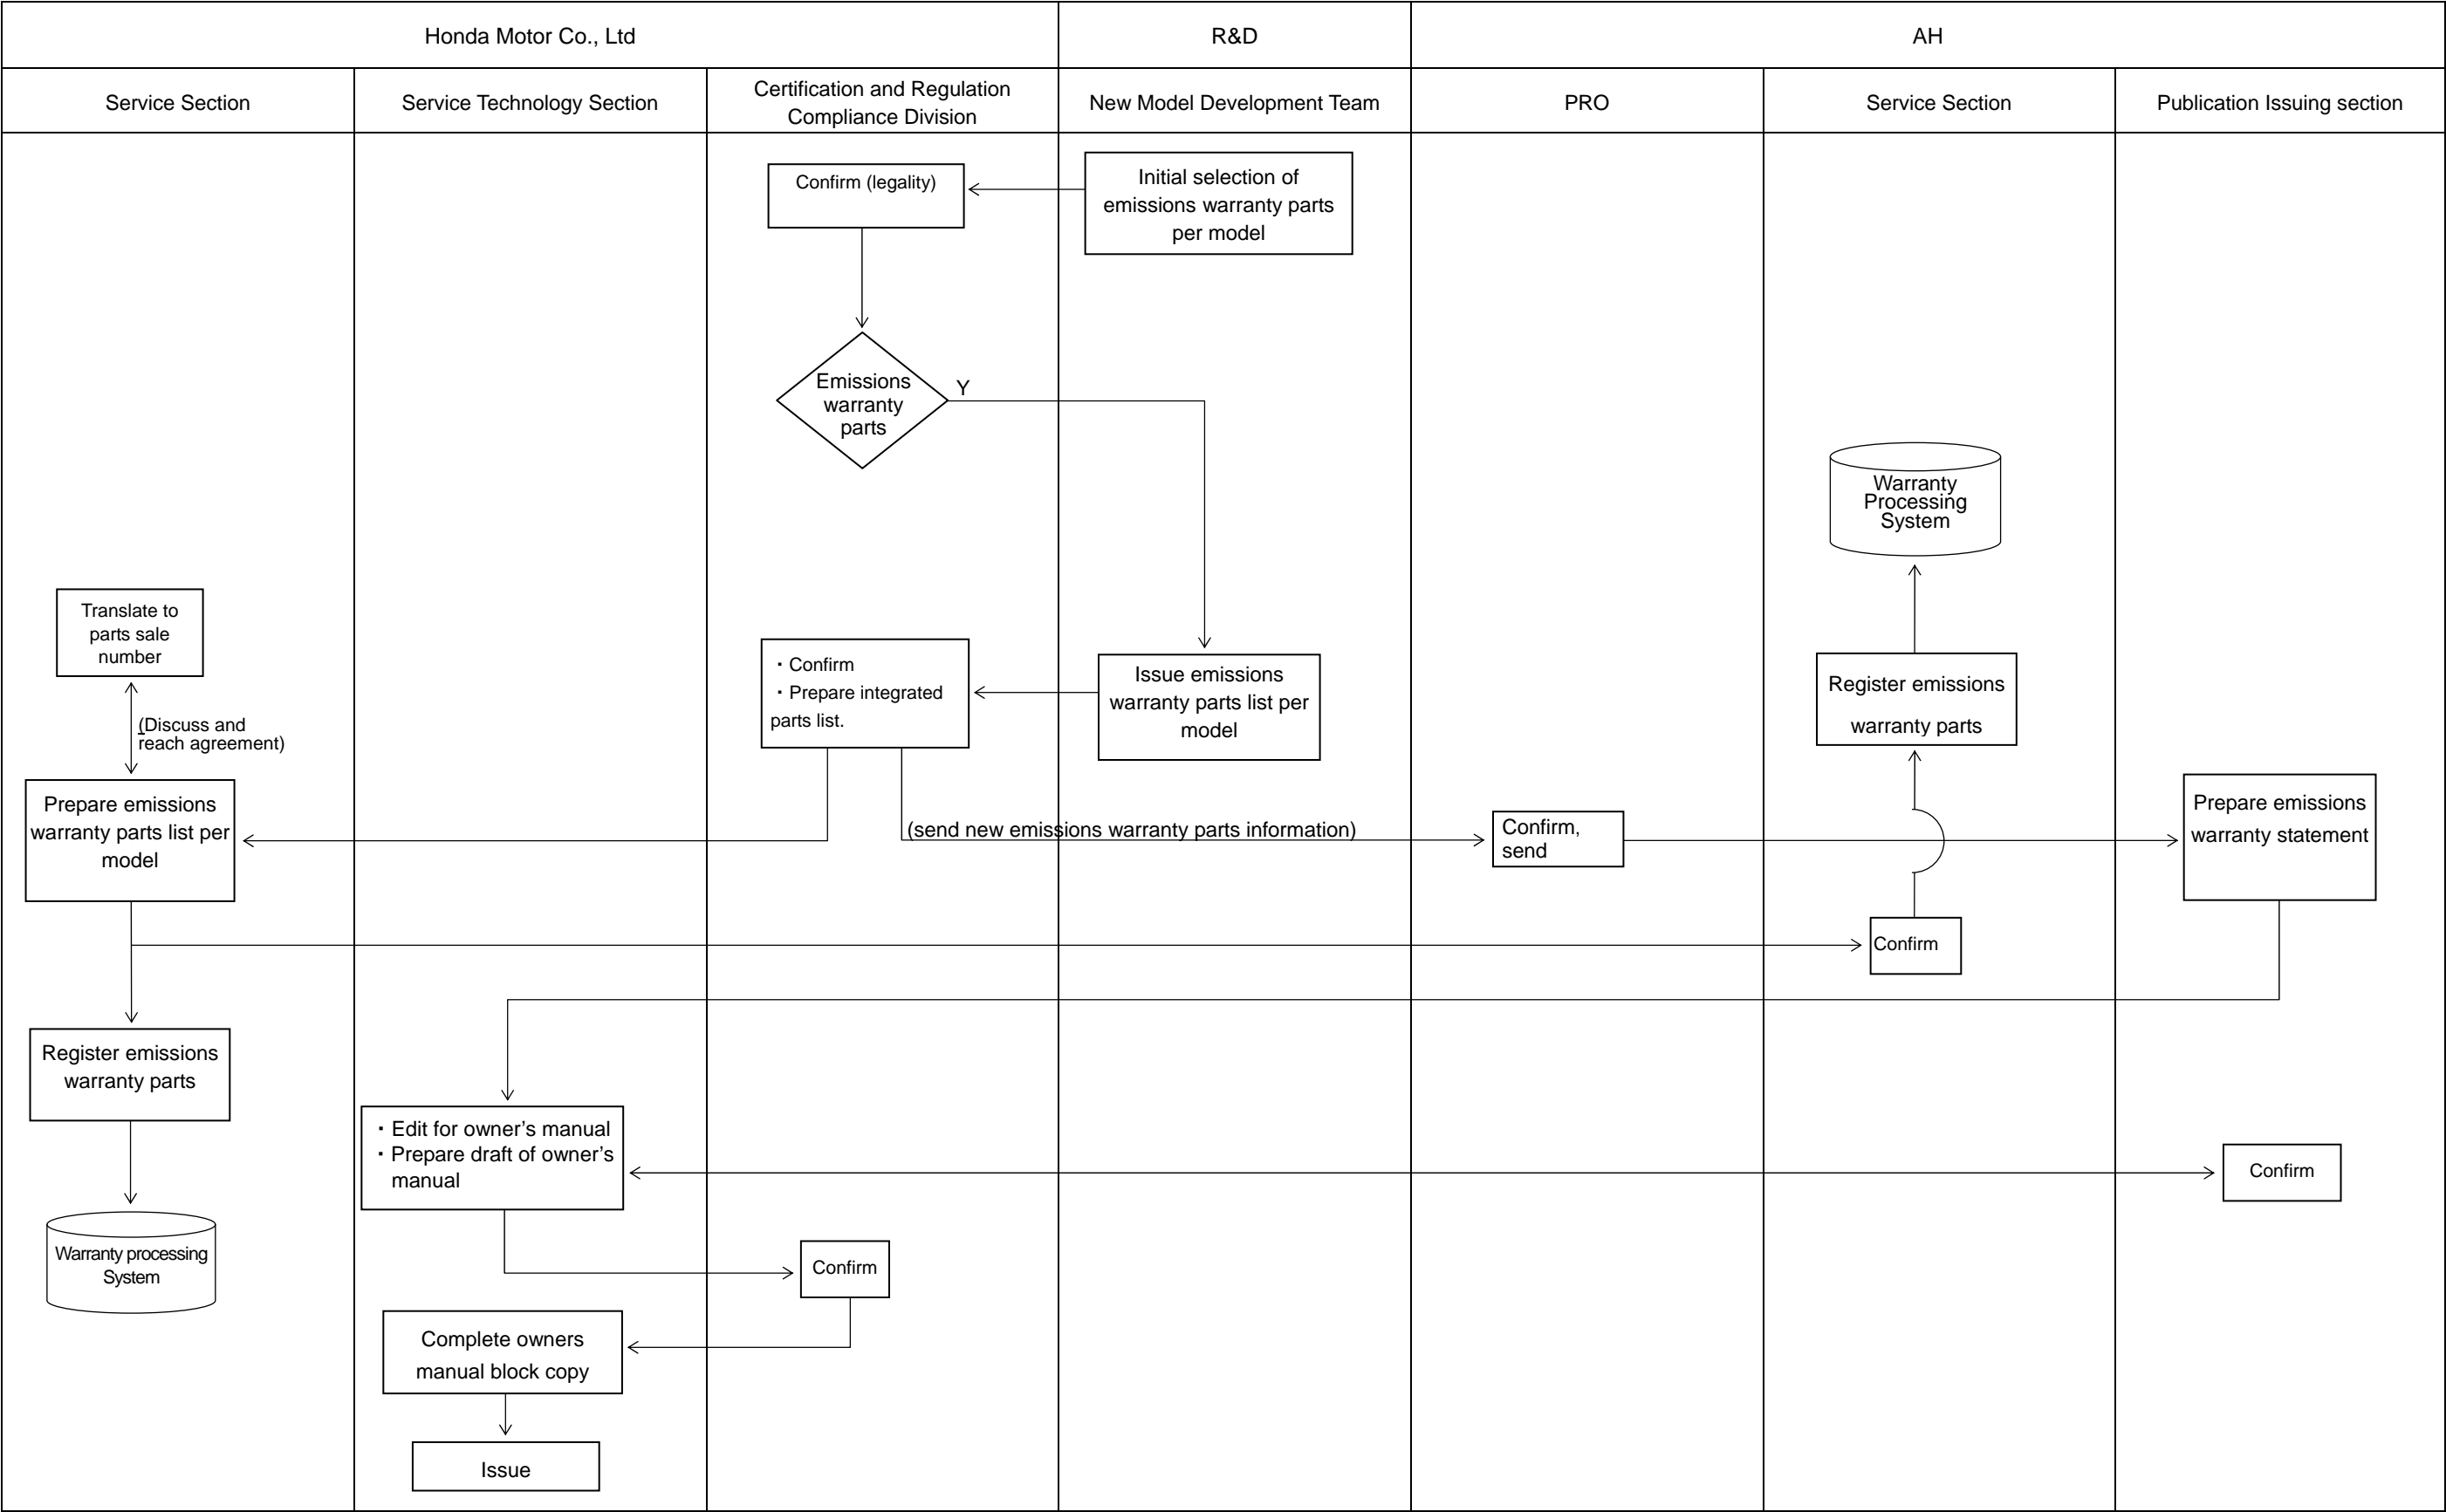 Honda Motor Co., Ltd
R&D
AH
Service Section
Service Technology Section
Certification and Regulation
Compliance Division
New Model Development Team
PRO
Service Section
Publication Issuing section
Confirm (legality)
Initial selection of
emissions warranty parts
per model
Emissions
warranty
parts
Y
Warranty
Processing
System
Translate to
parts sale
number
(Discuss and
reach agreement)
・Confirm
・Prepare integrated
parts list.
Issue emissions
warranty parts list per
model
Register emissions
warranty parts
Prepare emissions
warranty parts list per
model
(send new emissions warranty parts information)
Confirm,
send
Prepare emissions
warranty statement
Confirm
Register emissions
warranty parts
・Edit for owner’s manual
・Prepare draft of owner’s
manual
Confirm
Warranty processing
System
Confirm
Complete owners
manual block copy
Issue